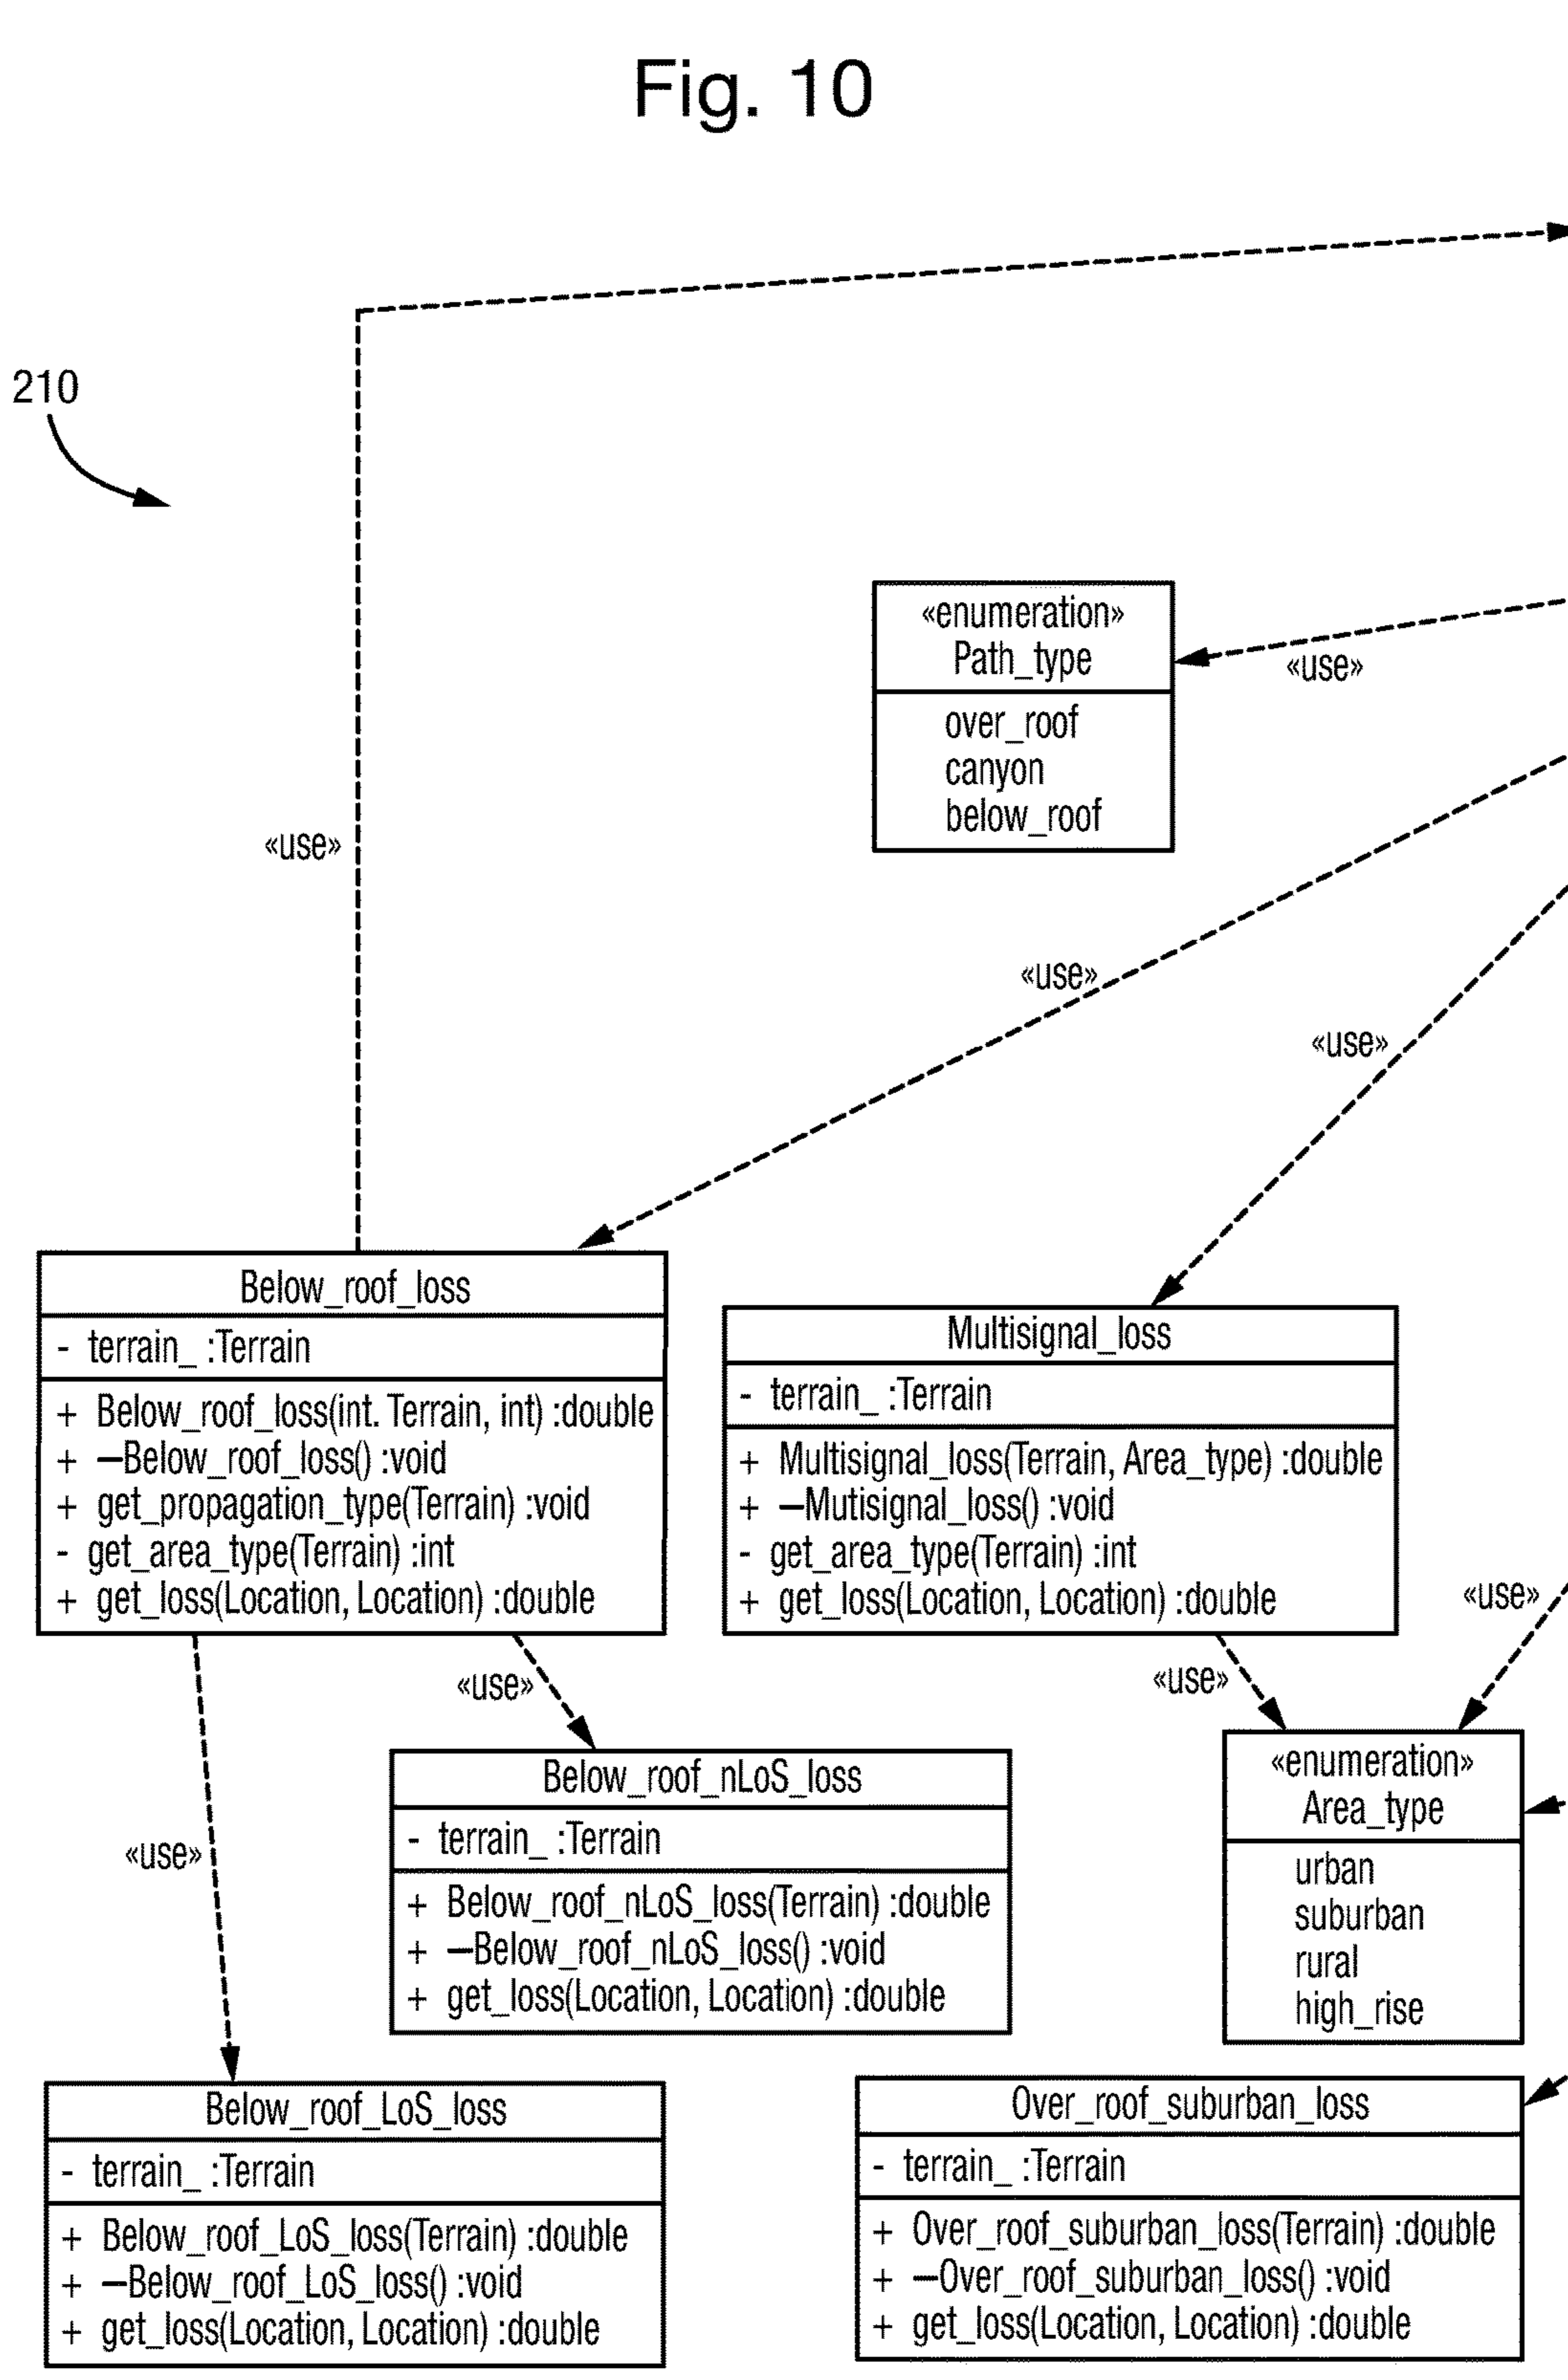 Fig. 10
210
«enumeration»
Path_type
over_roof
canyon
below_roof
«use»
«use»
«use»
«use»
Below_roof_loss
- terrain_ :Terrain
+ Below_roof_loss(int. Terrain, int) :double
+ –Below_roof_loss() :void
+ get_propagation_type(Terrain) :void
- get_area_type(Terrain) :int
+ get_loss(Location, Location) :double
Multisignal_loss
- terrain_ :Terrain
+ Multisignal_loss(Terrain, Area_type) :double
+ –Mutisignal_loss() :void
- get_area_type(Terrain) :int
+ get_loss(Location, Location) :double
«use»
«use»
«use»
«use»
Below_roof_nLoS_loss
- terrain_ :Terrain
+ Below_roof_nLoS_loss(Terrain) :double
+ –Below_roof_nLoS_loss() :void
+ get_loss(Location, Location) :double
«enumeration»
Area_type
urban
suburban
rural
high_rise
Below_roof_LoS_loss
- terrain_ :Terrain
+ Below_roof_LoS_loss(Terrain) :double
+ –Below_roof_LoS_loss() :void
+ get_loss(Location, Location) :double
Over_roof_suburban_loss
- terrain_ :Terrain
+ Over_roof_suburban_loss(Terrain) :double
+ –Over_roof_suburban_loss() :void
+ get_loss(Location, Location) :double